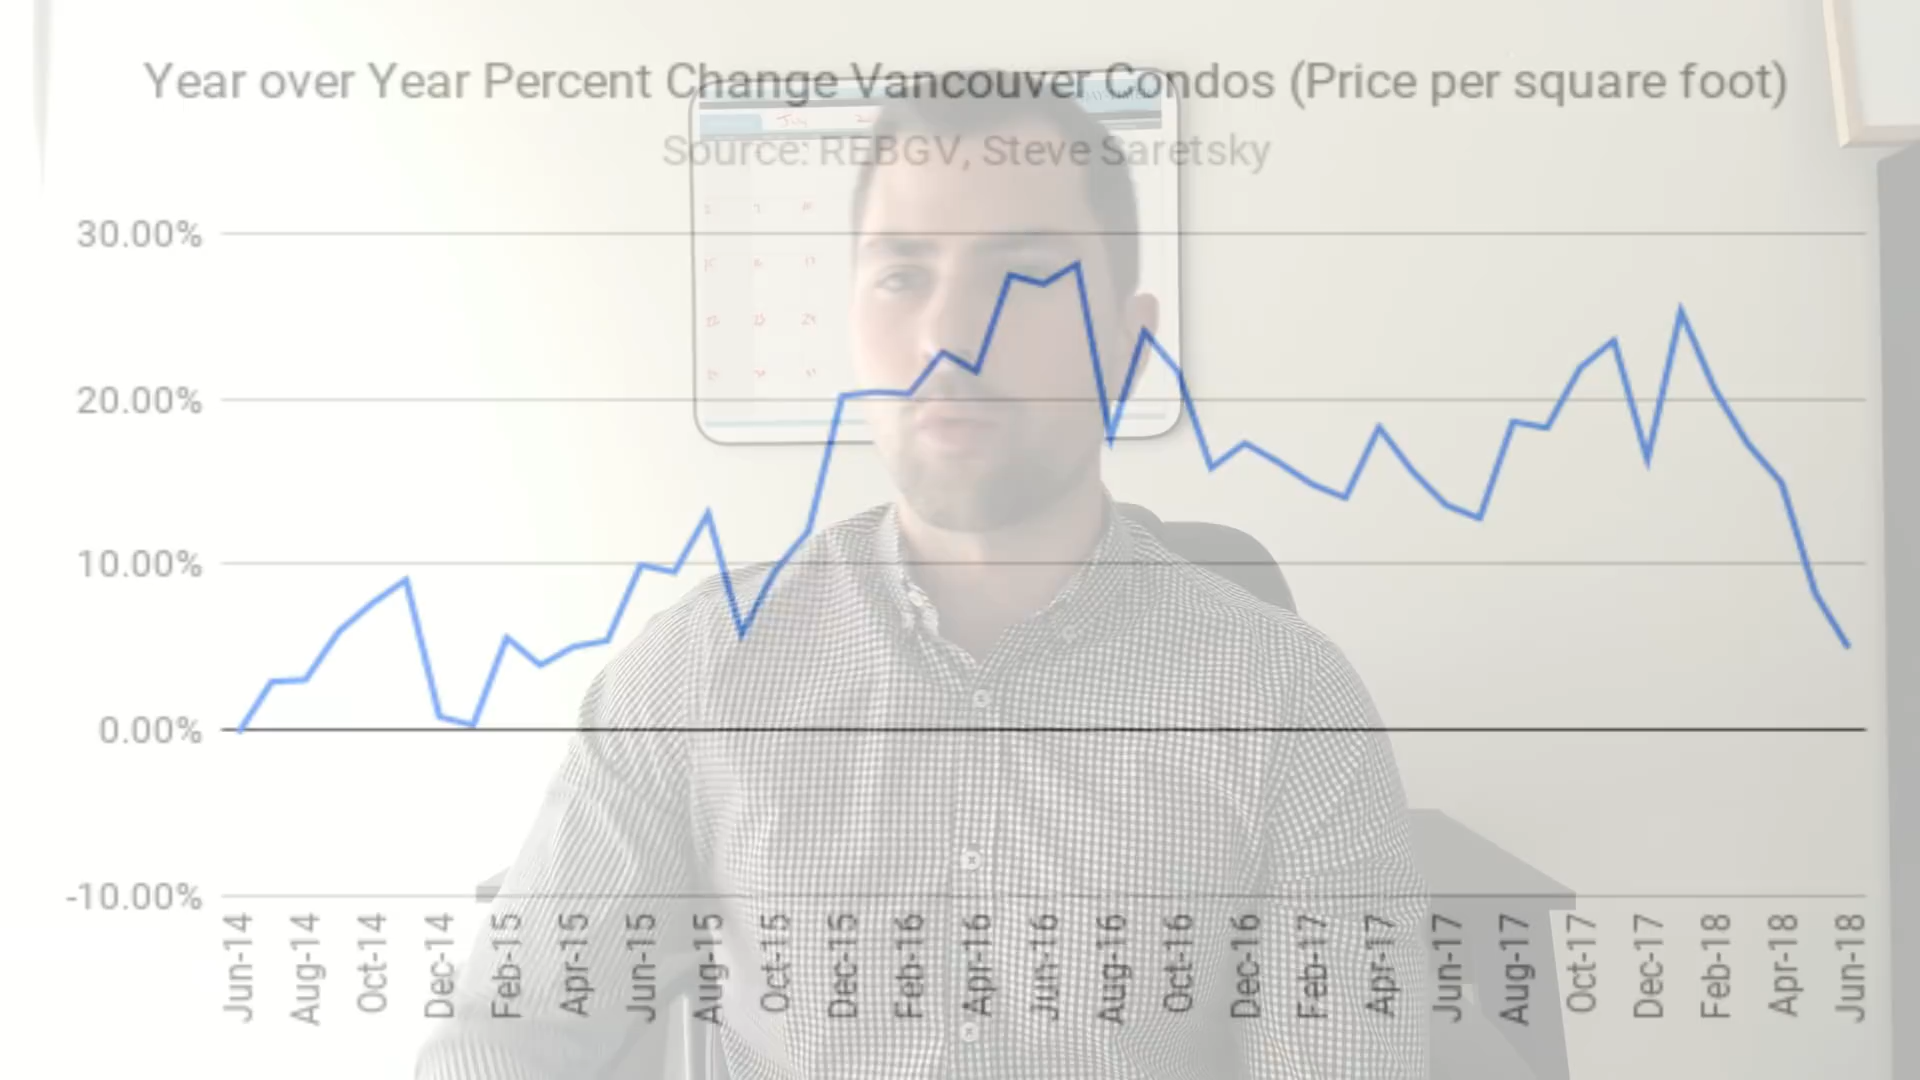 Year over Year Percent Change Vancouver Condos (Price per square foot)
Source: REBGV, Steve Saretsky
July
30.00%
20.00%
10.00%
0.00%
-10.00%
Jun-14
Aug-14
Oct-14
Dec-14
Feb-15
Apr-15
Jun-15
Aug-15
Oct-15
Dec-15
Feb-16
Apr-16
Jun-16
Aug-16
Oct-16
Dec-16
Feb-17
Apr-17
Jun-17
Aug-17
Oct-17
Dec-17
Feb-18
Apr-18
Jun-18